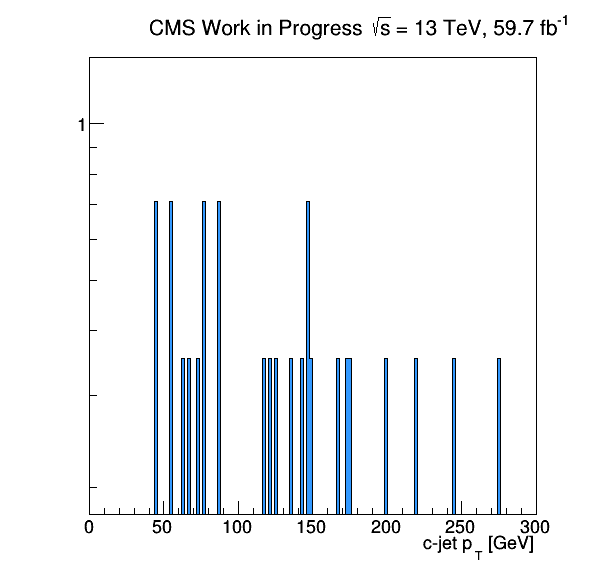 CMS Work in Progress √s = 13 TeV, 59.7 fb⁻¹
1
0 50 100 150 200 250 300
c-jet p_T [GeV]